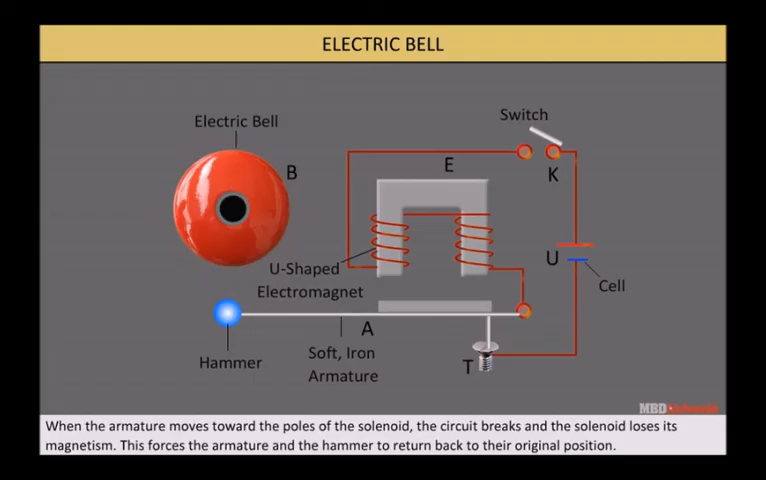 ELECTRIC BELL
Switch
Electric Bell
B
E
K
U
Cell
U-Shaped
Electromagnet
A
Hammer
Soft, Iron
Armature
T
MBD
When the armature moves toward the poles of the solenoid, the circuit breaks and the solenoid loses its
magnetism. This forces the armature and the hammer to return back to their original position.